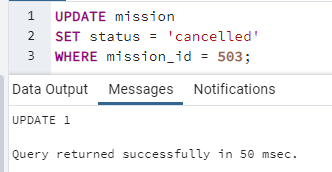 1 UPDATE mission
2 SET status = 'cancelled'
3 WHERE mission_id = 503;
Data Output Messages Notifications
UPDATE 1
Query returned successfully in 50 msec.